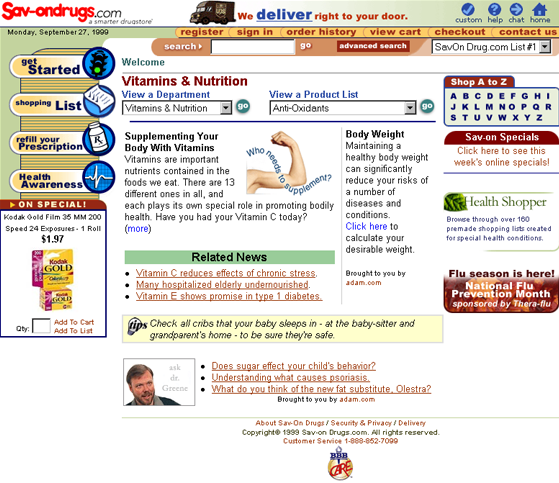 Sav-ondrugs.com
a smarter drugstore
We deliver right to your door.
custom help chat home
Monday, September 27, 1999
register sign in order history view cart checkout contact us
search go advanced search SavOn Drug.com List #1
get Started
shopping List
refill your Prescription
Health Awareness
ON SPECIAL!
Kodak Gold Film 35 MM 200
Speed 24 Exposures - 1 Roll
$1.97
Kodak
GOLD
Qty:
Add To Cart
Add To List
Welcome
Vitamins & Nutrition
View a Department
Vitamins & Nutrition go
View a Product List
Anti-Oxidants go
Supplementing Your
Body With Vitamins
Vitamins are important
nutrients contained in the
foods we eat. There are 13
different ones in all, and
each plays its own special role in promoting bodily
health. Have you had your Vitamin C today?
(more)
Who needs to supplement?
Body Weight
Maintaining a
healthy body weight
can significantly
reduce your risks of
a number of
diseases and
conditions.
Click here to
calculate your
desirable weight.
Brought to you by
adam.com
Related News
Vitamin C reduces effects of chronic stress.
Many hospitalized elderly undernourished.
Vitamin E shows promise in type 1 diabetes.
tips Check all cribs that your baby sleeps in - at the baby-sitter and
grandparent's home - to be sure they're safe.
ask
dr.
Greene
Does sugar effect your child's behavior?
Understanding what causes psoriasis.
What do you think of the new fat substitute, Olestra?
Brought to you by adam.com
Shop A to Z
A B C D E F G H I
J K L M N O P Q R
S T U V W X Y Z
Sav-on Specials
Click here to see
this week's online specials!
Health Shopper
Browse through over 160
premade shopping lists created
for special health conditions.
Flu season is here!
National Flu
Prevention Month
sponsored by Thera-flu
About Sav-On Drugs / Security & Privacy / Delivery
Copyright© 1999 Sav-on Drugs.com. All rights reserved.
Customer Service 1-888-852-7099
BBB
CARE